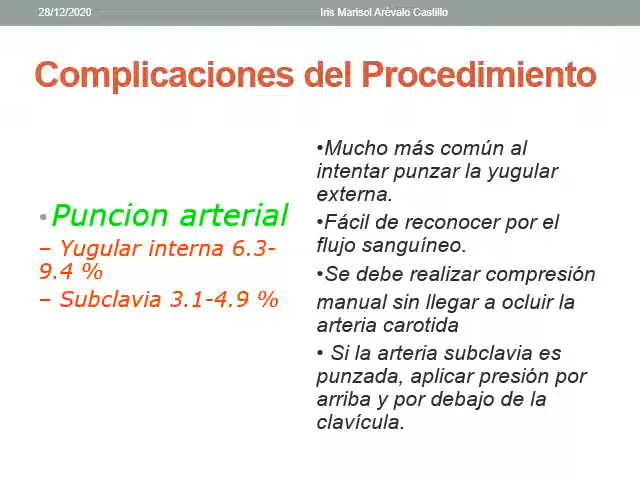 28/12/2020
Iris Marisol Arévalo Castillo
Complicaciones del Procedimiento
•Puncion arterial
– Yugular interna 6.3-
9.4 %
– Subclavia 3.1-4.9 %
•Mucho más común al
intentar punzar la yugular
externa.
•Fácil de reconocer por el
flujo sanguíneo.
•Se debe realizar compresión
manual sin llegar a ocluir la
arteria carotida
• Si la arteria subclavia es
punzada, aplicar presión por
arriba y por debajo de la
clavícula.